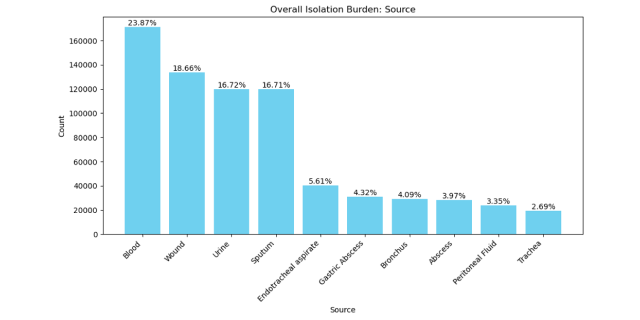 Overall Isolation Burden: Source
23.87%
18.66%
16.72%
16.71%
5.61%
4.32%
4.09%
3.97%
3.35%
2.69%
160000
140000
120000
100000
80000
60000
40000
20000
0
Count
Blood
Wound
Urine
Sputum
Endotracheal aspirate
Gastric Abscess
Bronchus
Abscess
Peritoneal Fluid
Trachea
Source